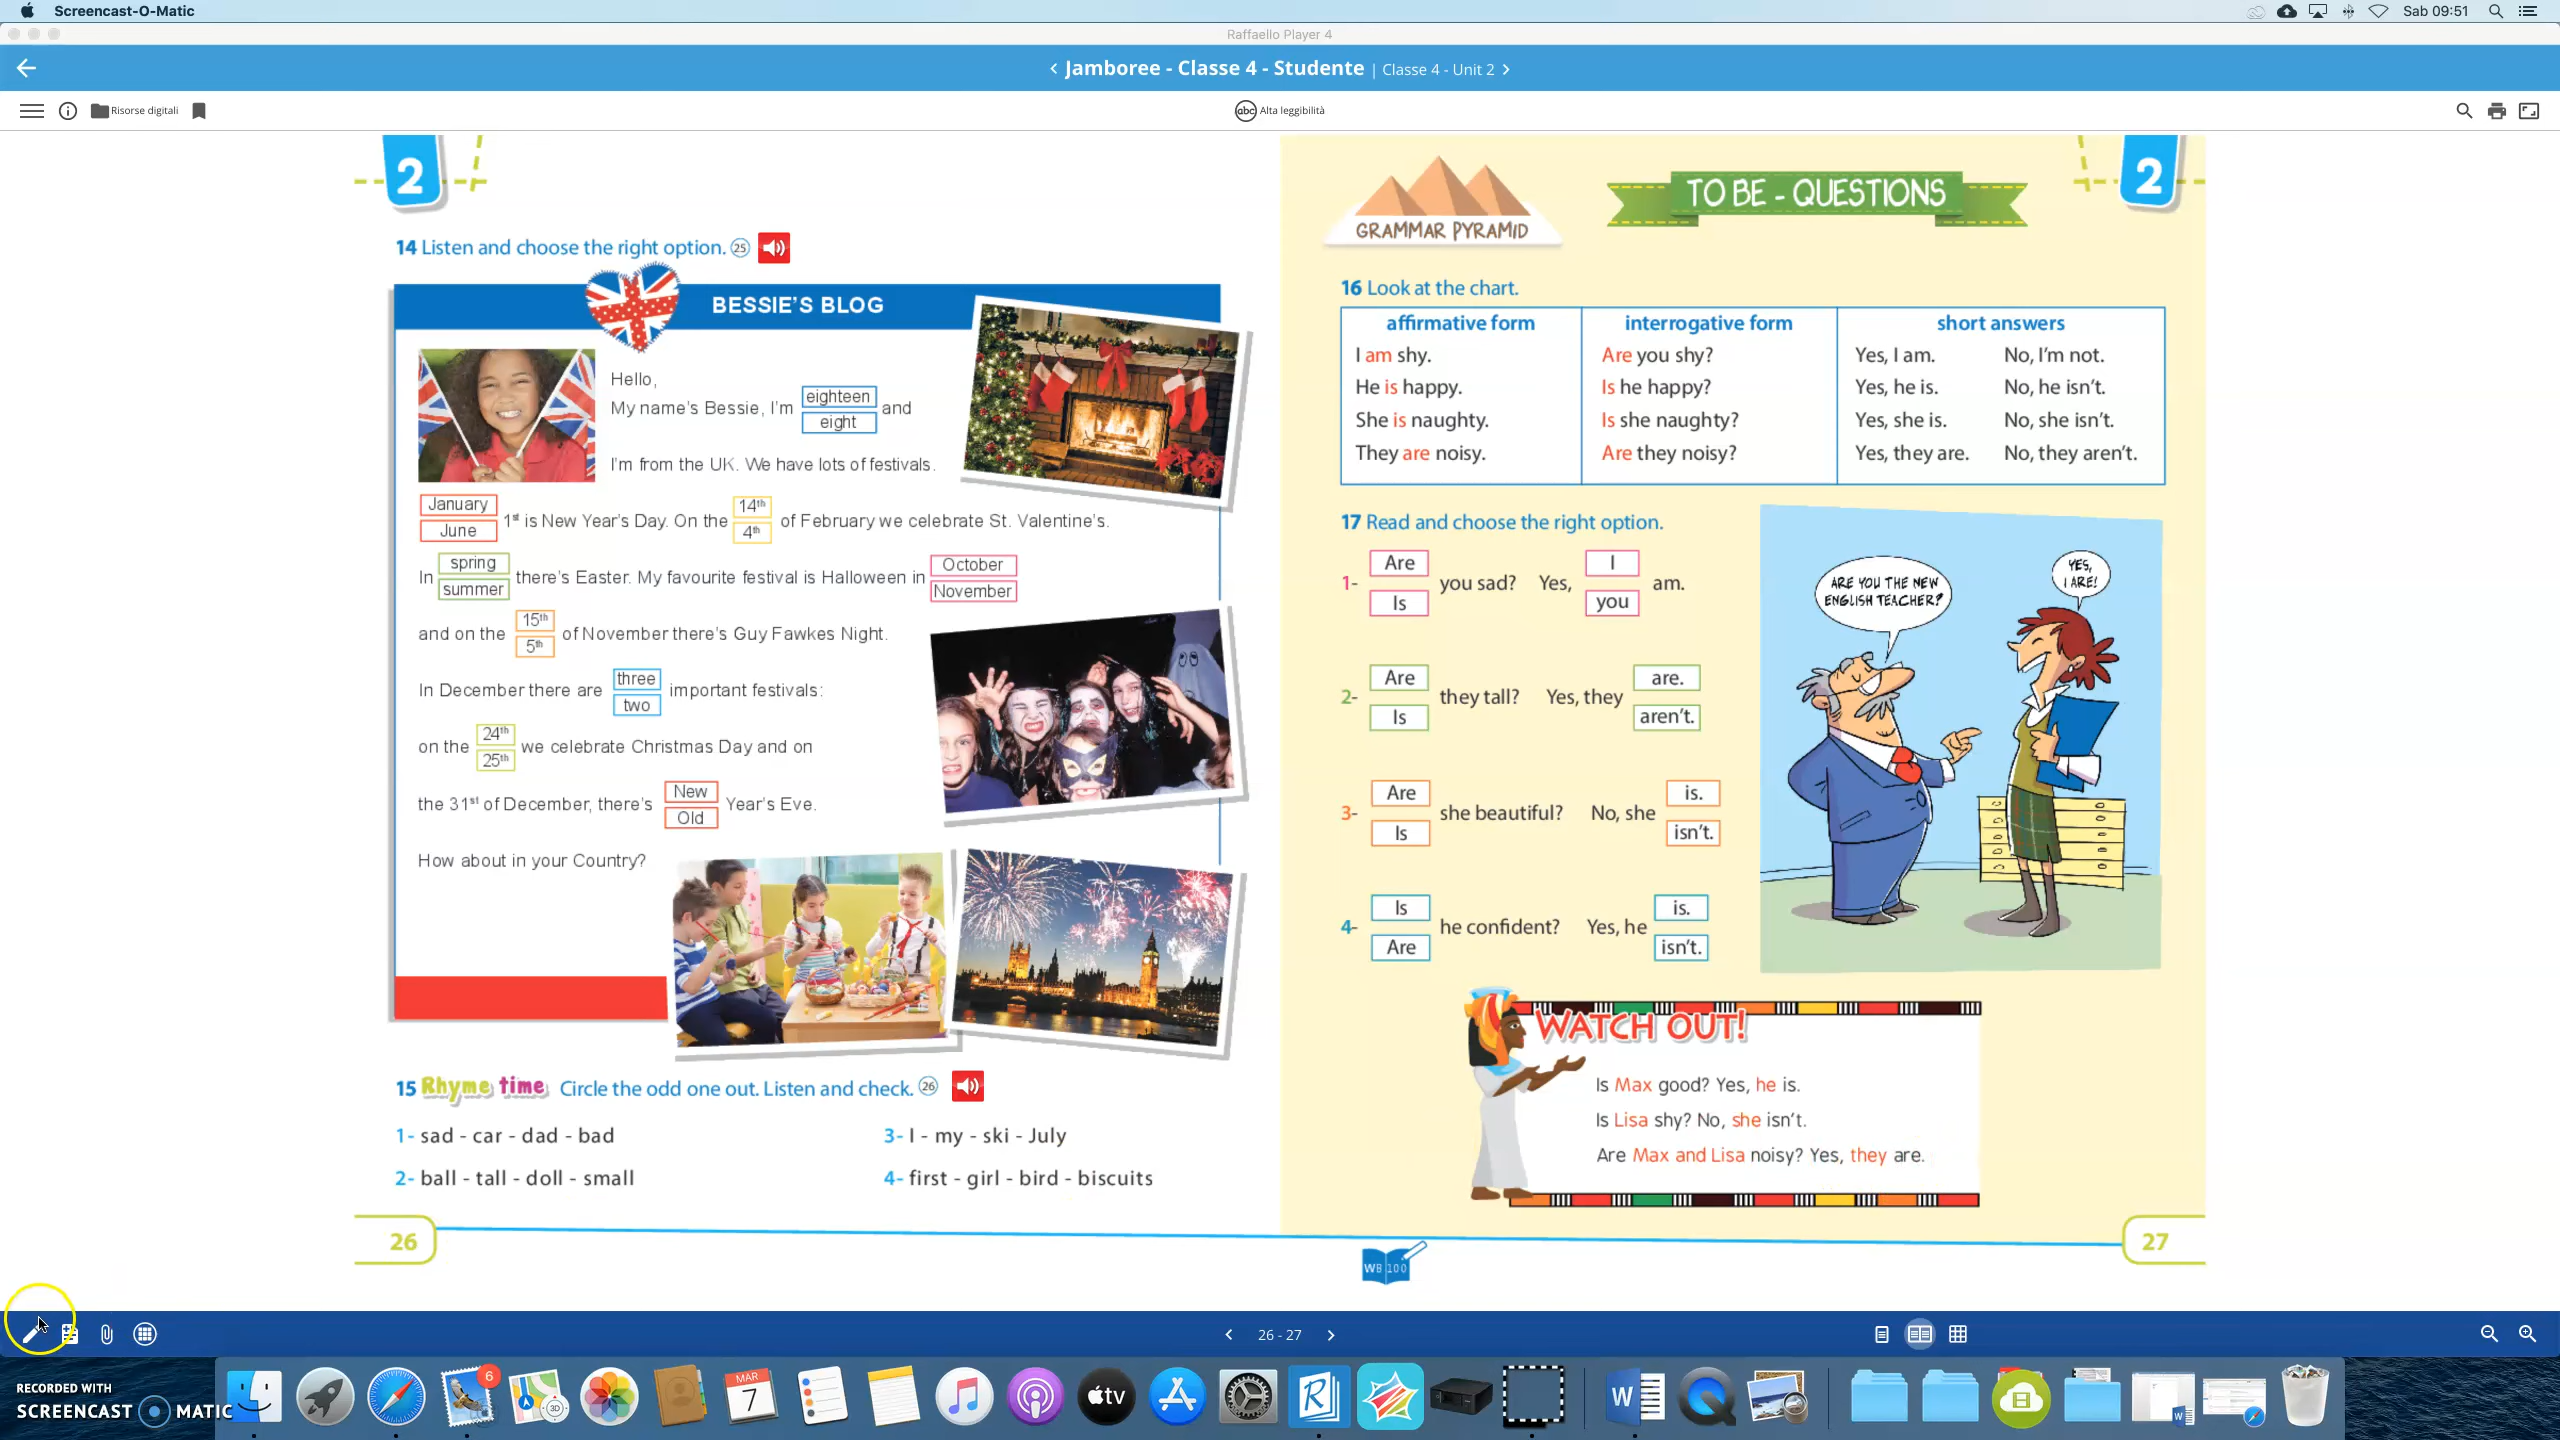 Screencast-O-Matic
Sab 09:51
Raffaello Player 4
Jamboree - Classe 4 - Studente | Classe 4 - Unit 2
Risorse digitali
abc Alta leggibilità
2
14 Listen and choose the right option. 25
BESSIE'S BLOG
Hello,
My name's Bessie, I'm eighteen / eight and
I'm from the UK. We have lots of festivals.
January / June 1st is New Year's Day. On the 14th / 4th of February we celebrate St. Valentine's.
In spring / summer there's Easter. My favourite festival is Halloween in October / November
and on the 15th / 5th of November there's Guy Fawkes Night.
In December there are three / two important festivals:
on the 24th / 25th we celebrate Christmas Day and on
the 31st of December, there's New / Old Year's Eve.
How about in your Country?
15 Rhyme time Circle the odd one out. Listen and check. 26
1- sad - car - dad - bad
2- ball - tall - doll - small
3- I - my - ski - July
4- first - girl - bird - biscuits
26
GRAMMAR PYRAMID
TO BE - QUESTIONS
2
16 Look at the chart.
affirmative form interrogative form short answers
I am shy. Are you shy? Yes, I am. No, I'm not.
He is happy. Is he happy? Yes, he is. No, he isn't.
She is naughty. Is she naughty? Yes, she is. No, she isn't.
They are noisy. Are they noisy? Yes, they are. No, they aren't.
17 Read and choose the right option.
1- Are / Is you sad? Yes, I / you am.
2- Are / Is they tall? Yes, they are. / aren't.
3- Are / Is she beautiful? No, she is. / isn't.
4- Is / Are he confident? Yes, he is. / isn't.
ARE YOU THE NEW
ENGLISH TEACHER?
YES,
I ARE!
WATCH OUT!
Is Max good? Yes, he is.
Is Lisa shy? No, she isn't.
Are Max and Lisa noisy? Yes, they are.
27
WB 100
26 - 27
RECORDED WITH
SCREENCAST MATIC
6
3D
MAR
7
tv
R
W